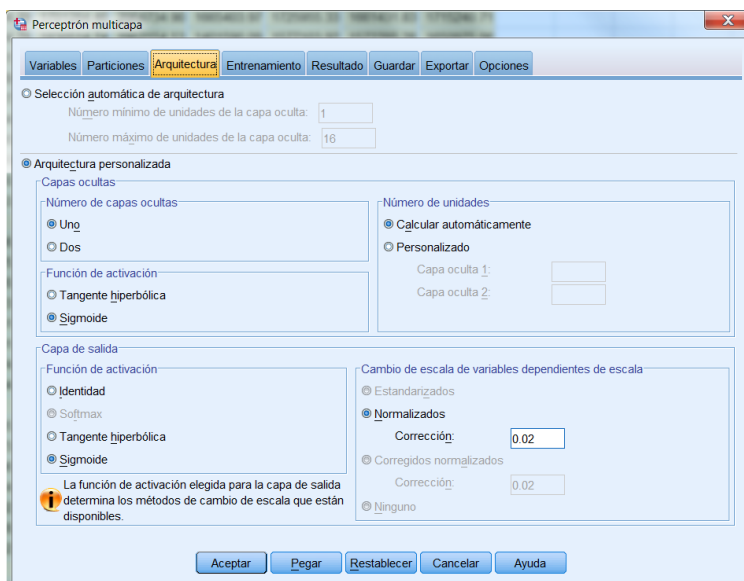 Perceptrón multicapa
Variables Particiones Arquitectura Entrenamiento Resultado Guardar Exportar Opciones
Selección automática de arquitectura
Número mínimo de unidades de la capa oculta: 1
Número máximo de unidades de la capa oculta: 16
Arquitectura personalizada
Capas ocultas
Número de capas ocultas
Uno
Dos
Función de activación
Tangente hiperbólica
Sigmoide
Número de unidades
Calcular automáticamente
Personalizado
Capa oculta 1:
Capa oculta 2:
Capa de salida
Función de activación
Identidad
Softmax
Tangente hiperbólica
Sigmoide
La función de activación elegida para la capa de salida
determina los métodos de cambio de escala que están
disponibles.
Cambio de escala de variables dependientes de escala
Estandarizados
Normalizados
Corrección: 0.02
Corregidos normalizados
Corrección: 0.02
Ninguno
Aceptar Pegar Restablecer Cancelar Ayuda